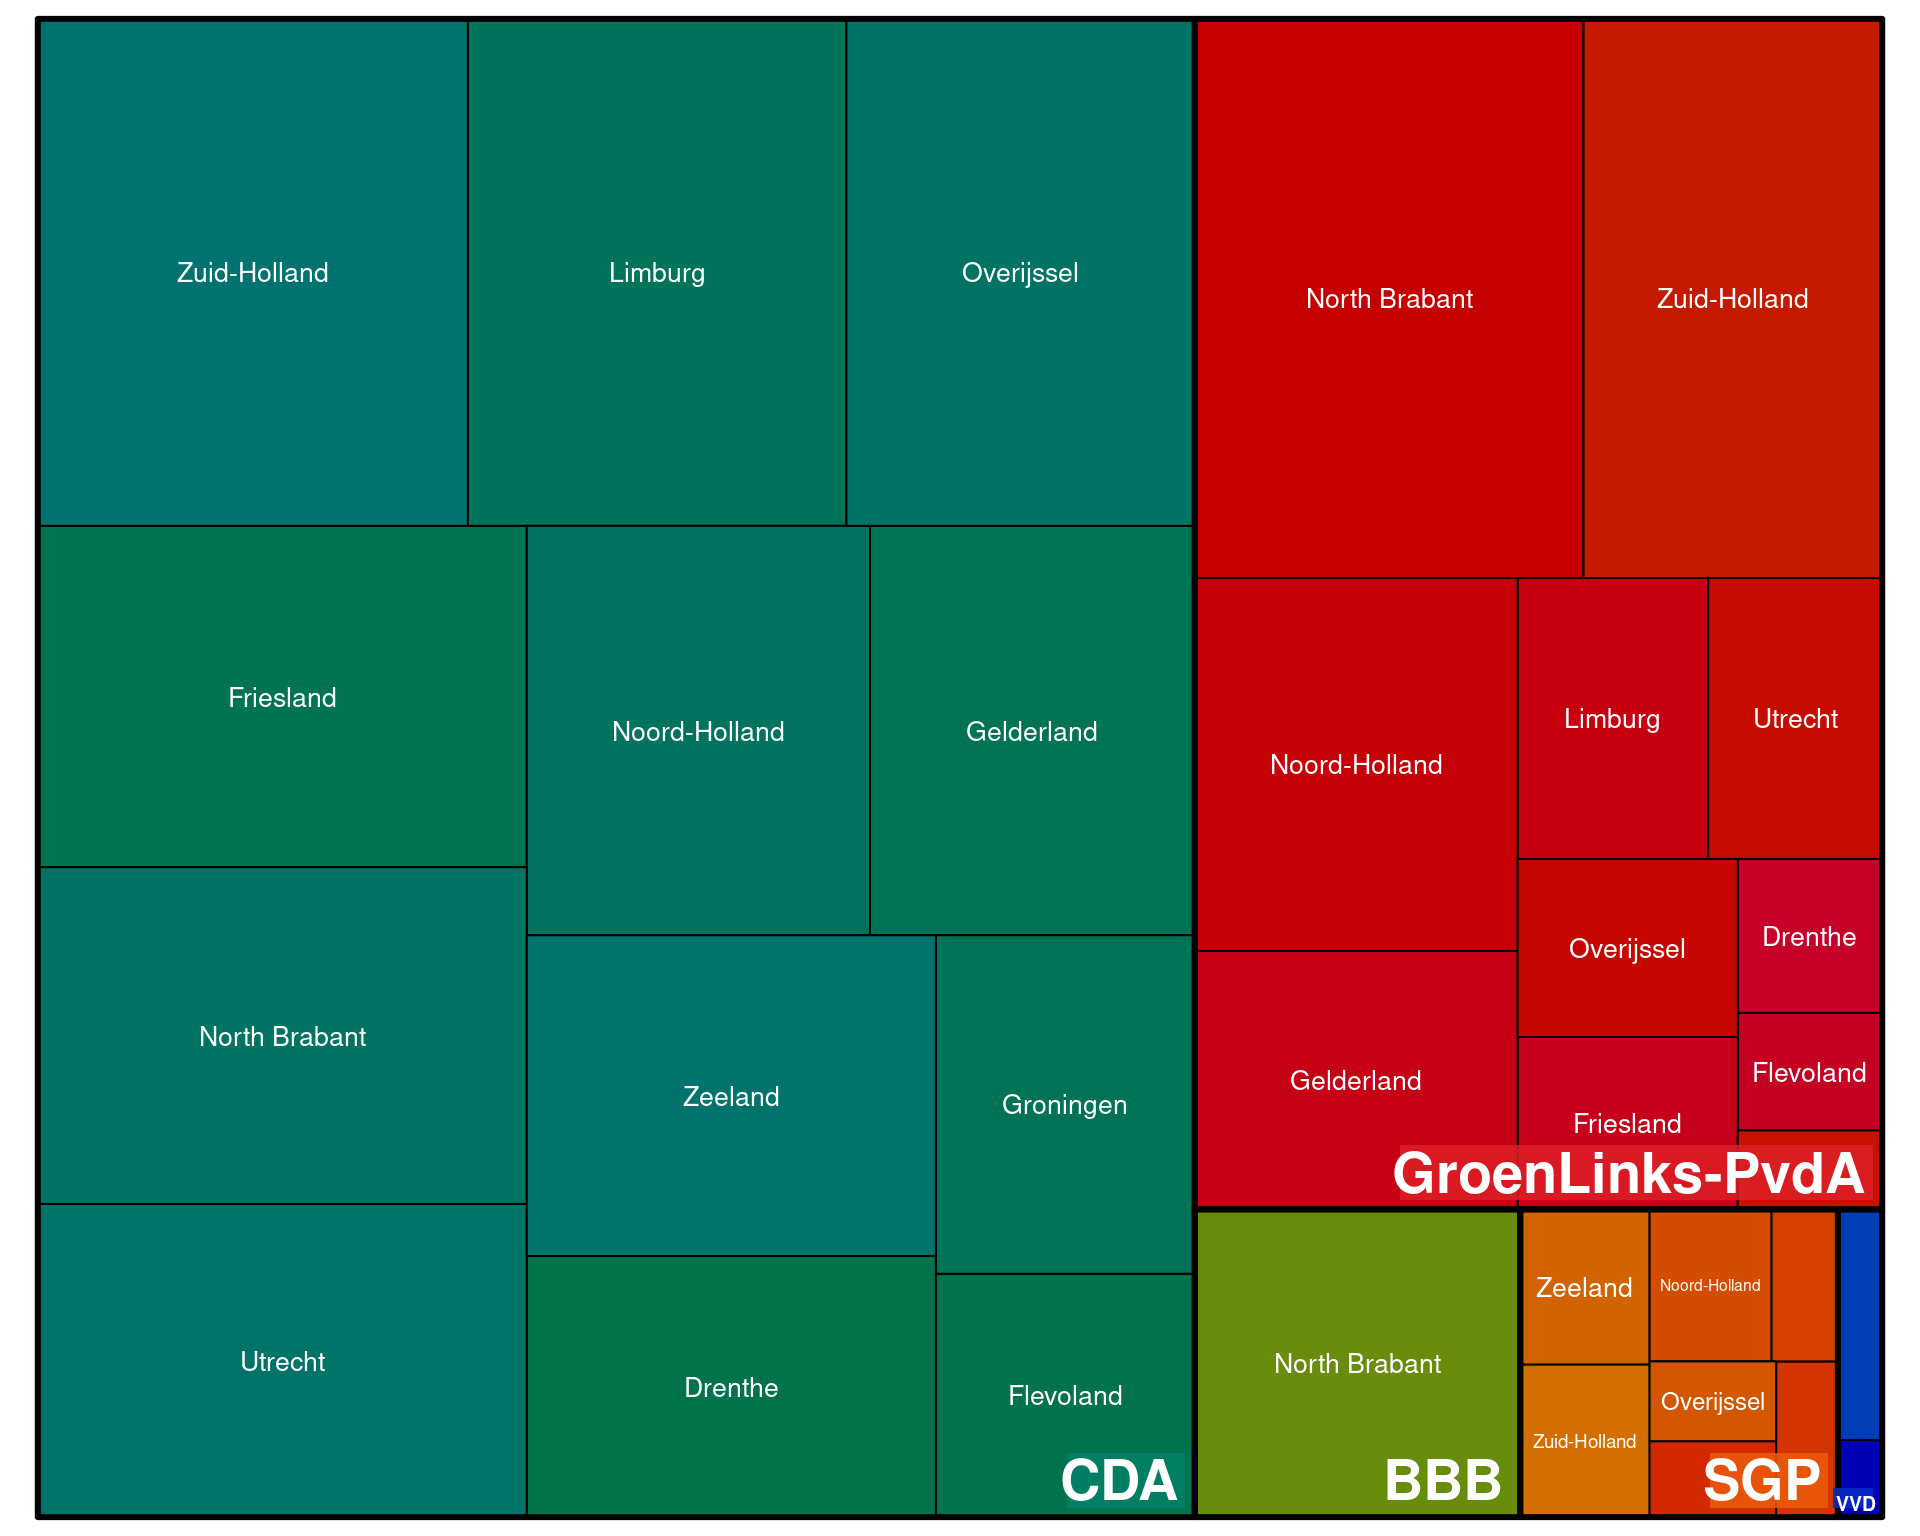 Zuid-Holland
Limburg
Overijssel
Friesland
Noord-Holland
Gelderland
North Brabant
Zeeland
Groningen
Utrecht
Drenthe
Flevoland
CDA
North Brabant
Zuid-Holland
Noord-Holland
Limburg
Utrecht
Overijssel
Drenthe
Flevoland
Gelderland
Friesland
GroenLinks-PvdA
North Brabant
BBB
Zeeland
Noord-Holland
Overijssel
Zuid-Holland
SGP
VVD